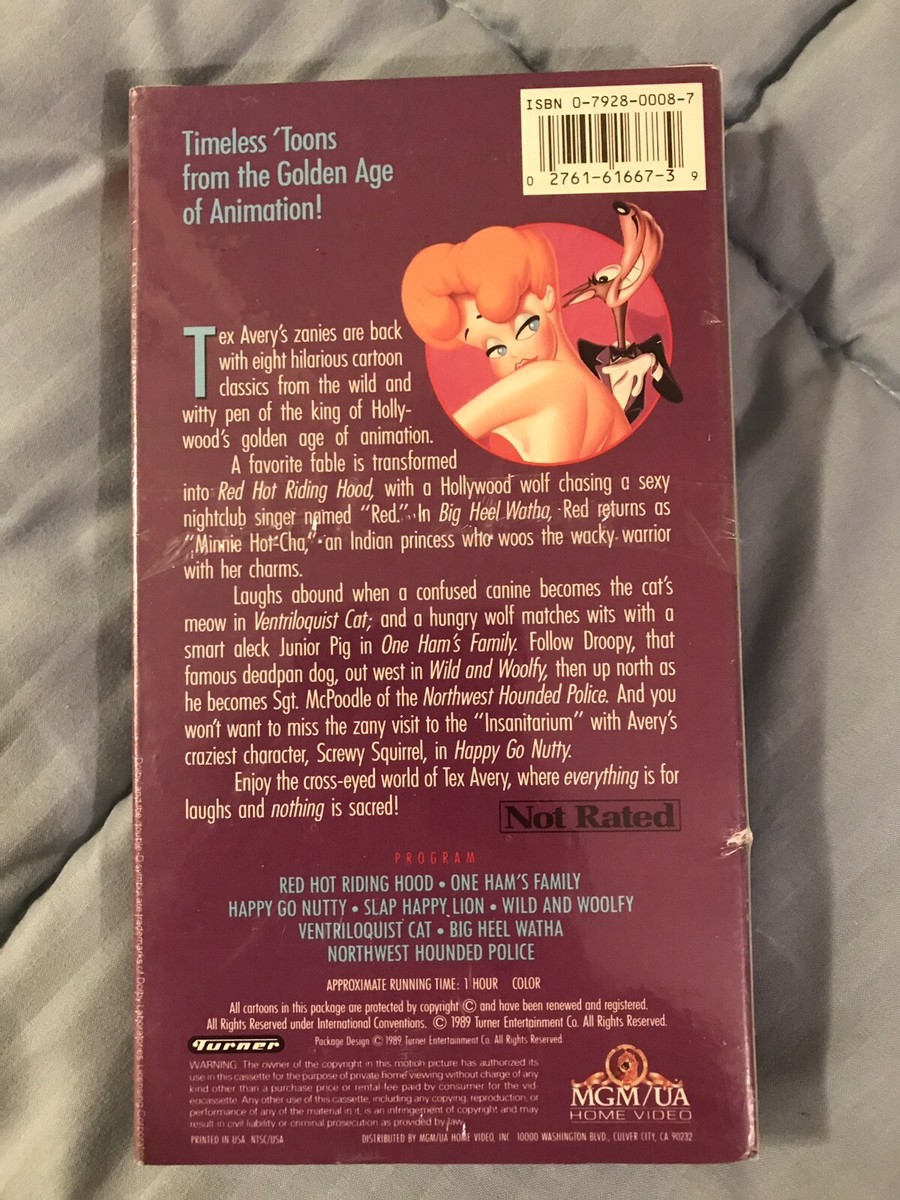 ISBN 0-7928-0008-7
0 2761-61667-3 9
Timeless 'Toons
from the Golden Age
of Animation!
Tex Avery's zanies are back
with eight hilarious cartoon
classics from the wild and
witty pen of the king of Holly-
wood's golden age of animation.
A favorite fable is transformed
into Red Hot Riding Hood, with a Hollywood wolf chasing a sexy
nightclub singer named "Red." In Big Heel Watha, Red returns as
"Minnie Hot-Cha," an Indian princess who woos the wacky warrior
with her charms.
Laughs abound when a confused canine becomes the cat's
meow in Ventriloquist Cat; and a hungry wolf matches wits with a
smart aleck Junior Pig in One Ham's Family. Follow Droopy, that
famous deadpan dog, out west in Wild and Woolfy, then up north as
he becomes Sgt. McPoodle of the Northwest Hounded Police. And you
won't want to miss the zany visit to the "Insanitarium" with Avery's
craziest character, Screwy Squirrel, in Happy Go Nutty.
Enjoy the cross-eyed world of Tex Avery, where everything is for
laughs and nothing is sacred!
Not Rated
PROGRAM
RED HOT RIDING HOOD • ONE HAM'S FAMILY
HAPPY GO NUTTY • SLAP HAPPY LION • WILD AND WOOLFY
VENTRILOQUIST CAT • BIG HEEL WATHA
NORTHWEST HOUNDED POLICE
APPROXIMATE RUNNING TIME: 1 HOUR COLOR
All cartoons in this package are protected by copyright © and have been renewed and registered.
All Rights Reserved under International Conventions. © 1989 Turner Entertainment Co. All Rights Reserved.
Turner
Package Design © 1989 Turner Entertainment Co. All Rights Reserved.
WARNING: The owner of the copyright in this motion picture has authorized its
use in this cassette for the purpose of private home viewing without charge of any
kind other than a purchase price or rental fee paid by consumer for the vid-
eocassette. Any other use of this cassette, including any copying, reproduction, or
performance of any of the material in it, is an infringement of copyright and may
result in civil liability or criminal prosecution as provided by law.
MGM/UA
HOME VIDEO
PRINTED IN USA NTSC/USA
DISTRIBUTED BY MGM/UA HOME VIDEO, INC. 10000 WASHINGTON BLVD., CULVER CITY, CA 90232